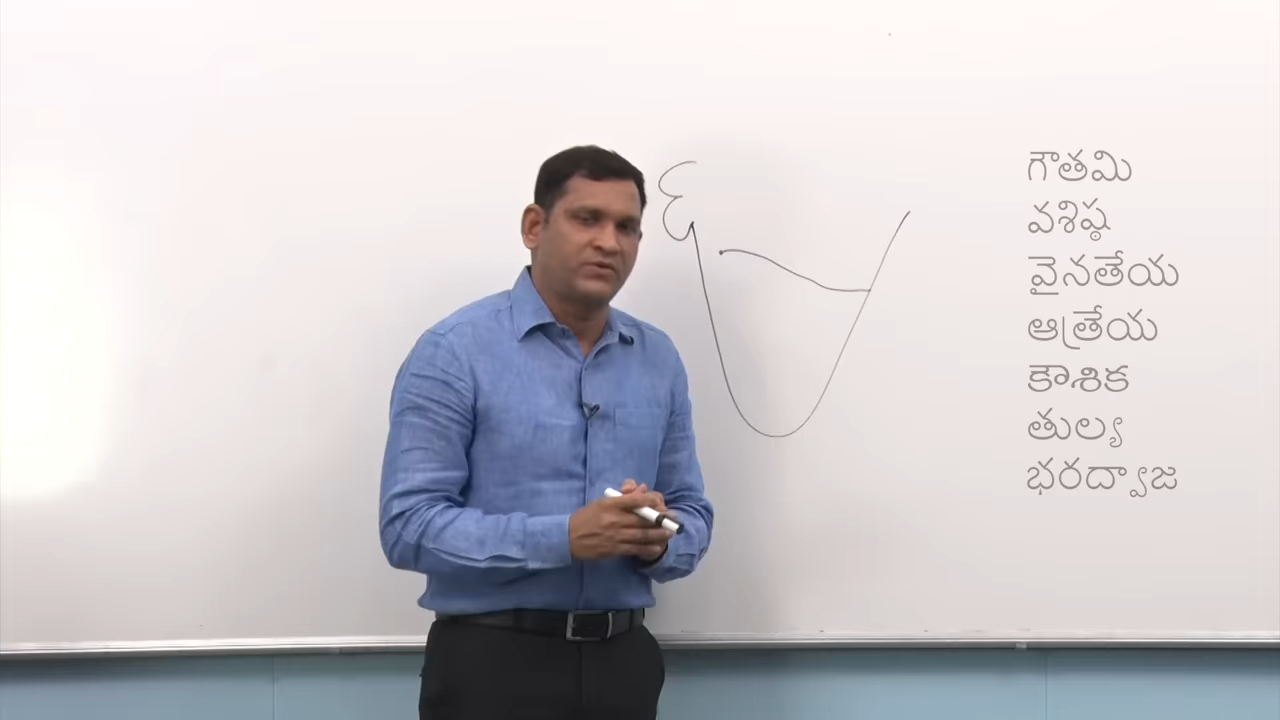 గౌతమి
వశిష్ఠ
వైనతేయ
ఆత్రేయ
కౌశిక
తుల్య
భరద్వాజ